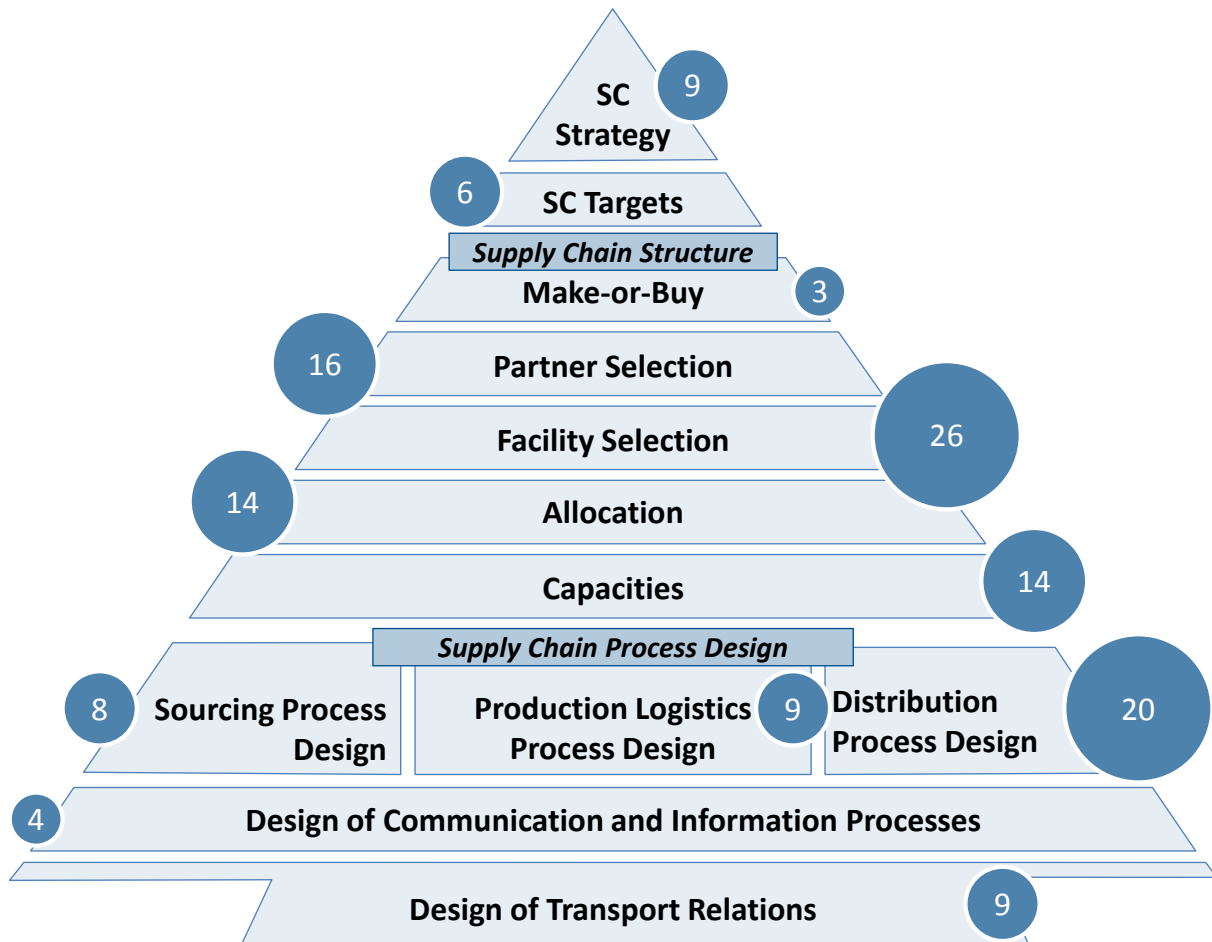 SC
Strategy
9
6
SC Targets
Supply Chain Structure
Make-or-Buy
3
16
Partner Selection
Facility Selection
26
14
Allocation
Capacities
14
Supply Chain Process Design
8
Sourcing Process
Design
Production Logistics
Process Design
9
Distribution
Process Design
20
4
Design of Communication and Information Processes
Design of Transport Relations
9